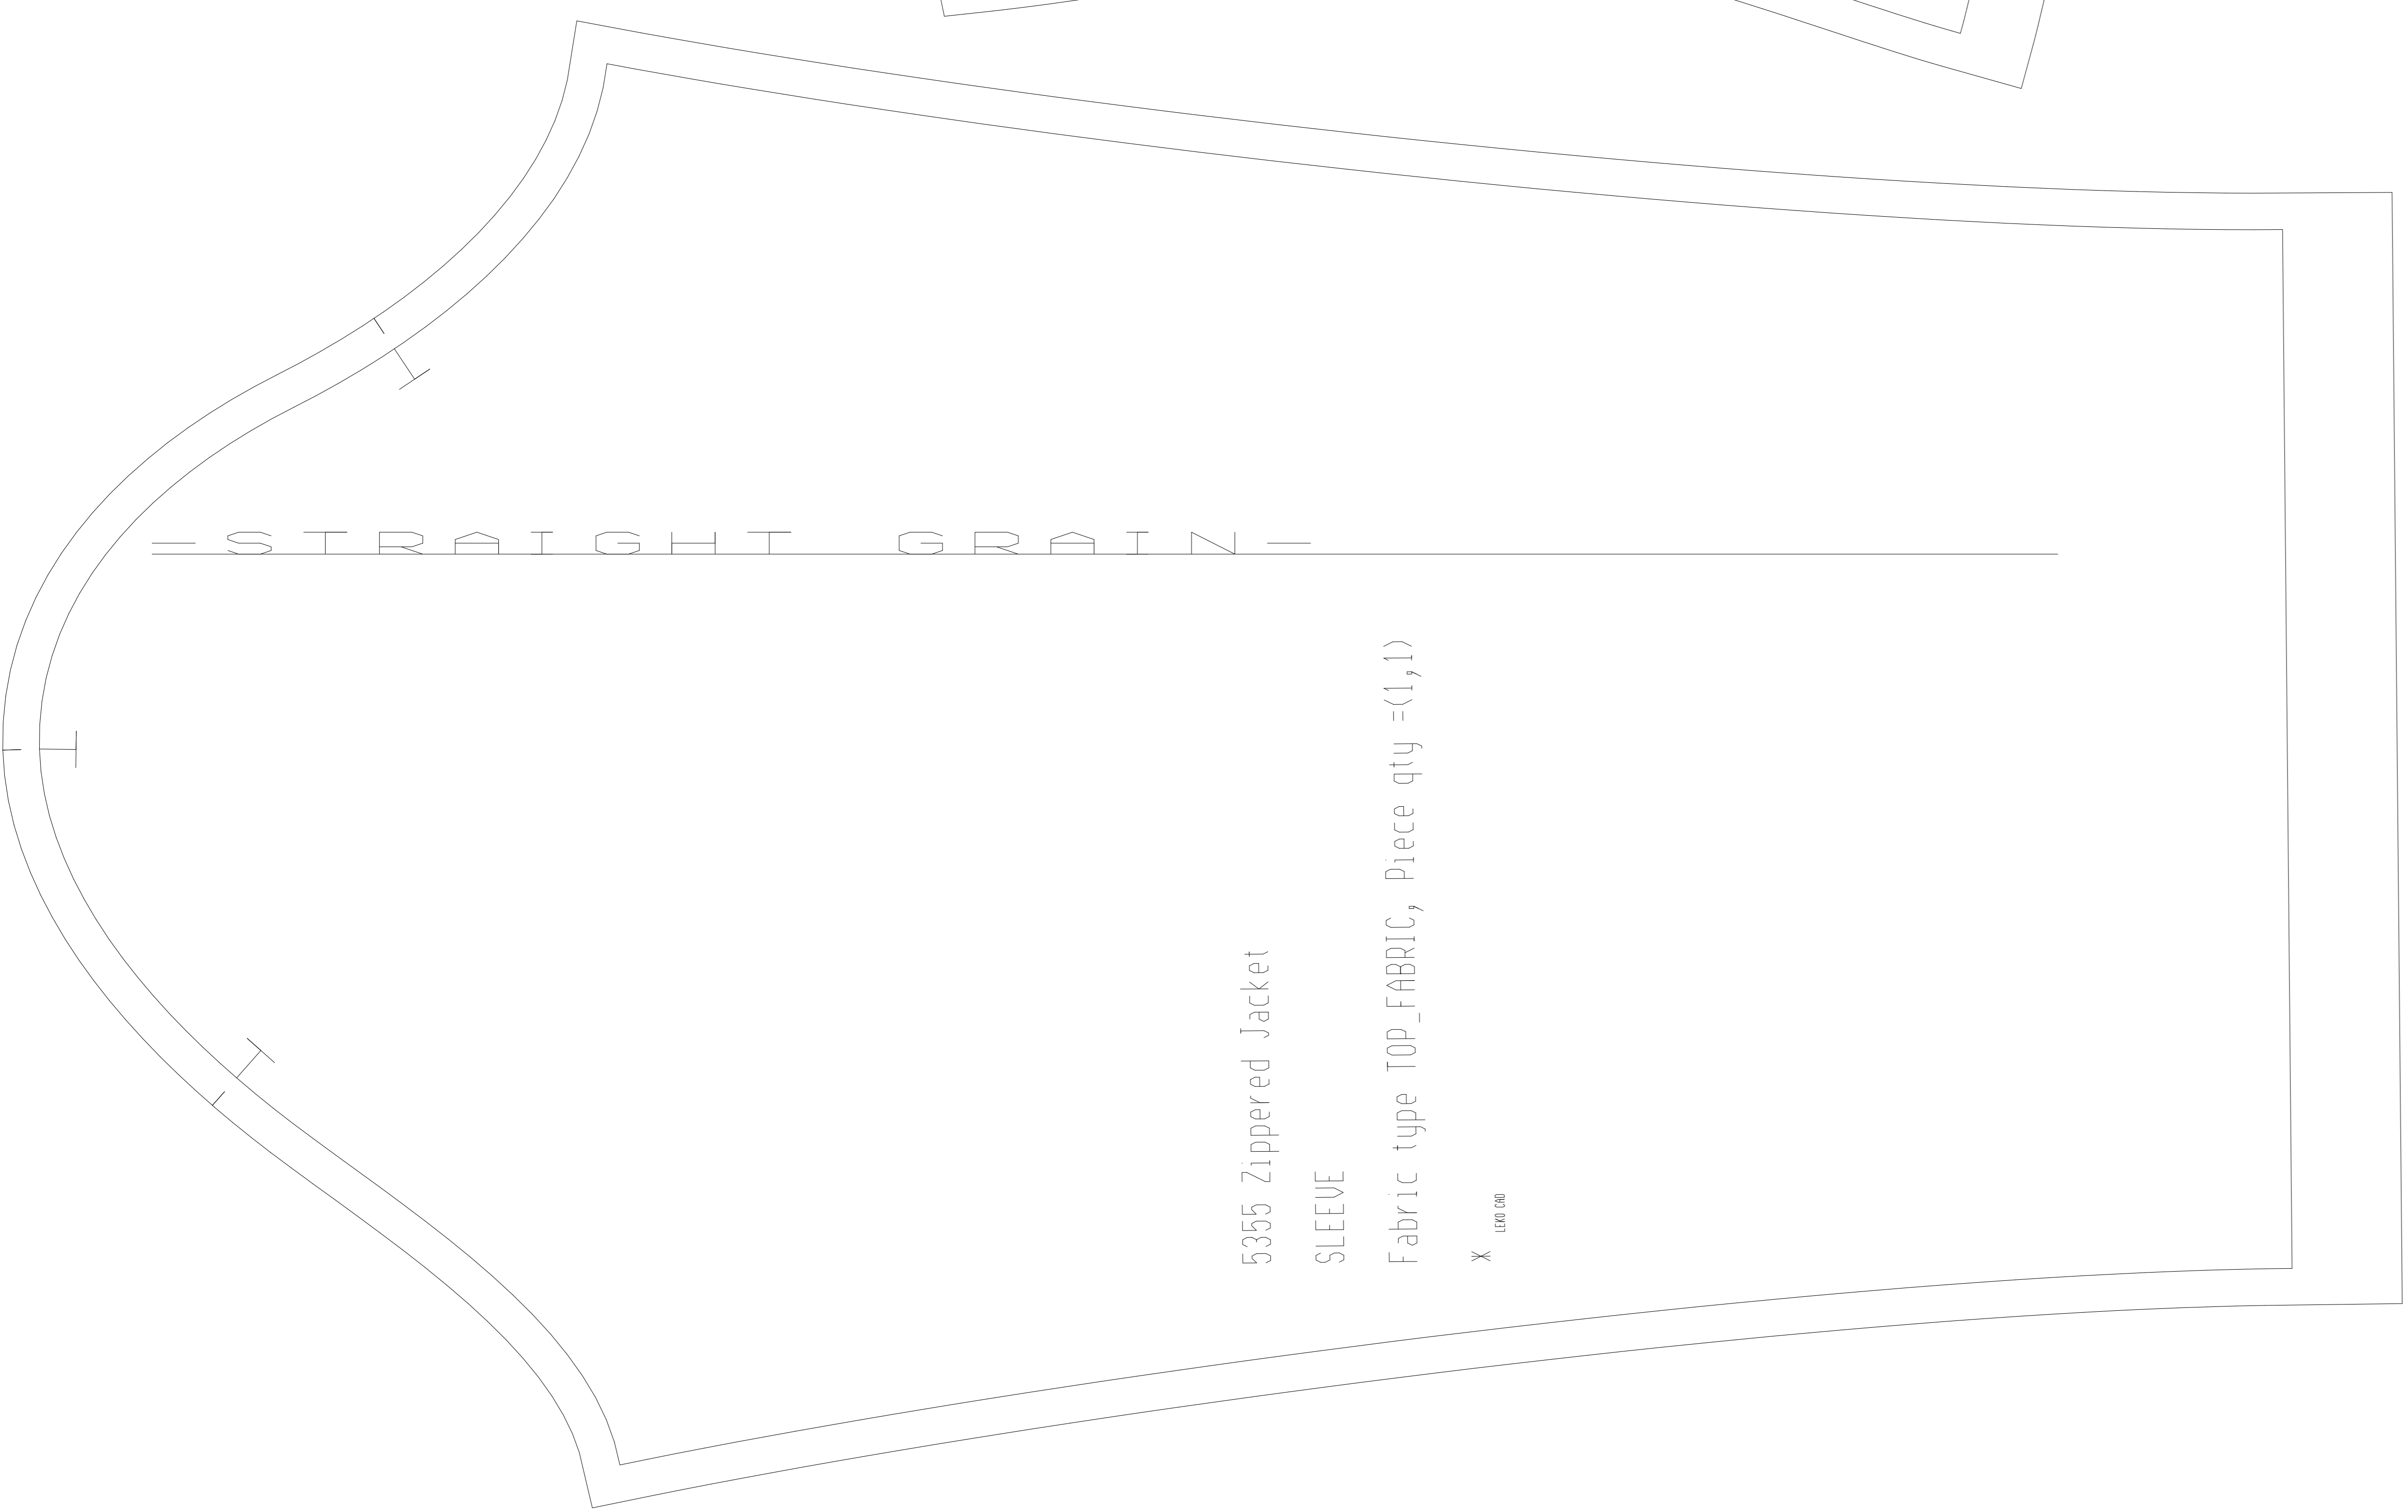 -STRAIGHT GRAIN-
5355 Zippered Jacket
SLEEVE
Fabric type TOP_FABRIC, Piece qty =(1,1)
* LEKO CAD